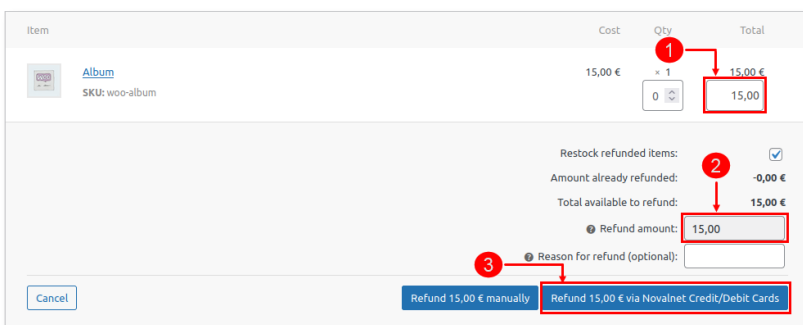 Item Cost Qty Total
1
Album 15,00 € × 1 15,00 €
SKU: woo-album 0 15,00
Restock refunded items:
2
Amount already refunded: -0,00 €
Total available to refund: 15,00 €
Refund amount: 15,00
3 Reason for refund (optional):
Cancel Refund 15,00 € manually Refund 15,00 € via Novalnet Credit/Debit Cards